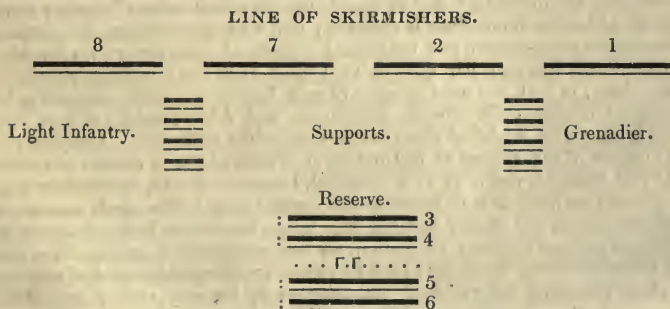 LINE OF SKIRMISHERS.
8 7 2 1
Light Infantry. Supports. Grenadier.
Reserve.
3
4
5
6